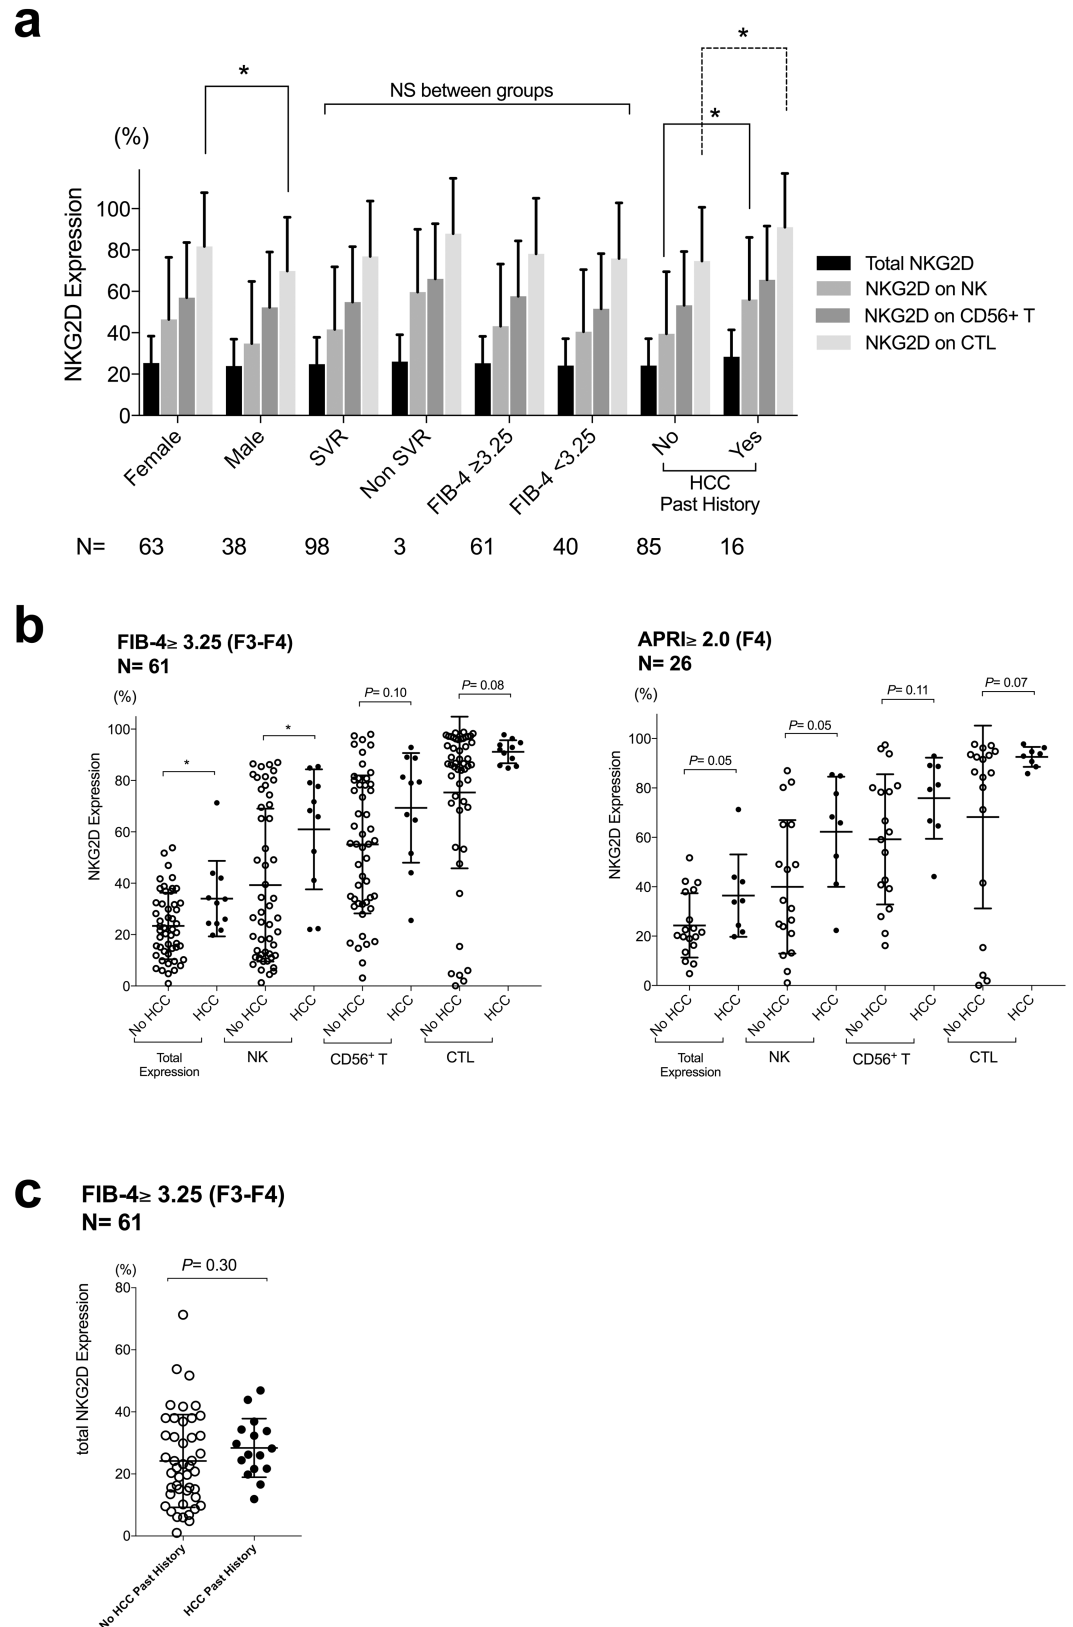 a
*
*
NS between groups
*
(%)
NKG2D Expression
100
80
60
40
20
0
Total NKG2D
NKG2D on NK
NKG2D on CD56+ T
NKG2D on CTL
Female
Male
SVR
Non SVR
FIB-4 ≥3.25
FIB-4 <3.25
No
Yes
HCC
Past History
N= 63 38 98 3 61 40 85 16
b
FIB-4≥ 3.25 (F3-F4)
N= 61
(%)
NKG2D Expression
100
80
60
40
20
0
*
*
P= 0.10
P= 0.08
No HCC
HCC
No HCC
HCC
No HCC
HCC
No HCC
HCC
Total
Expression
NK
CD56+ T
CTL
APRI≥ 2.0 (F4)
N= 26
(%)
NKG2D Expression
100
80
60
40
20
0
P= 0.05
P= 0.05
P= 0.11
P= 0.07
No HCC
HCC
No HCC
HCC
No HCC
HCC
No HCC
HCC
Total
Expression
NK
CD56+ T
CTL
c
FIB-4≥ 3.25 (F3-F4)
N= 61
(%)
P= 0.30
total NKG2D Expression
80
60
40
20
0
No HCC Past History
HCC Past History